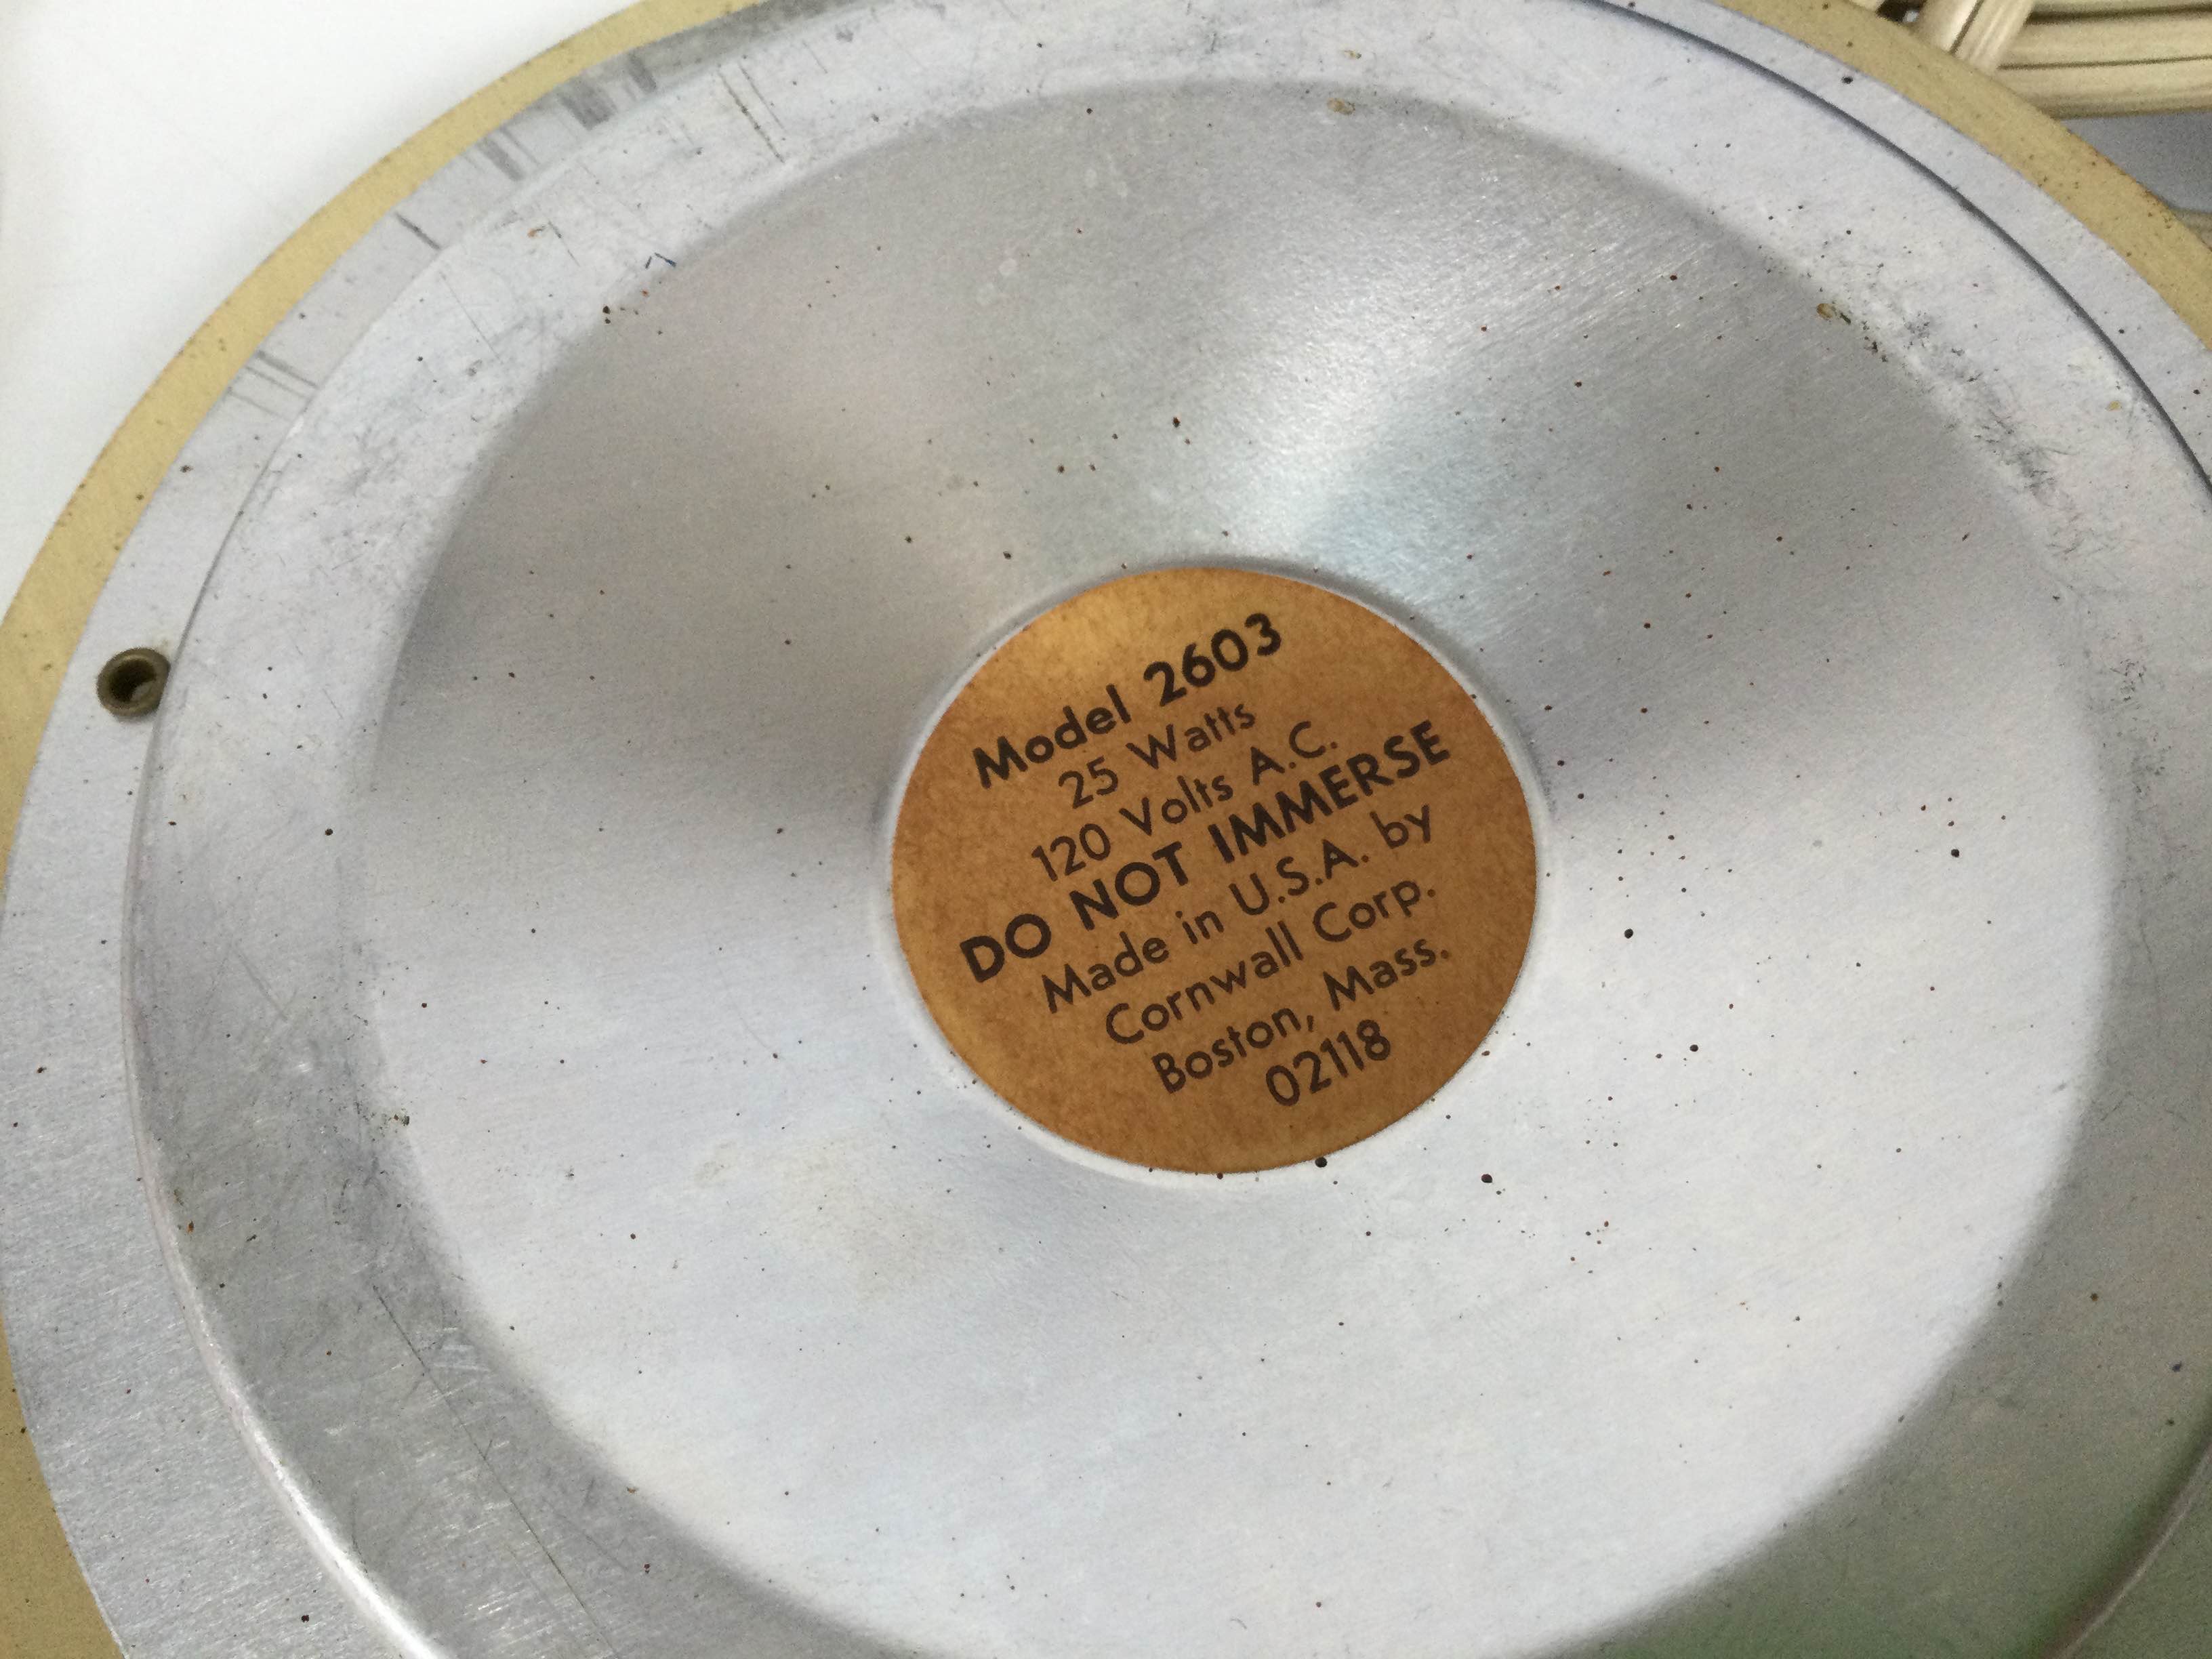 Model 2603
25 Watts
120 Volts A.C.
DO NOT IMMERSE
Made in U.S.A. by
Cornwall Corp.
Boston, Mass.
02118